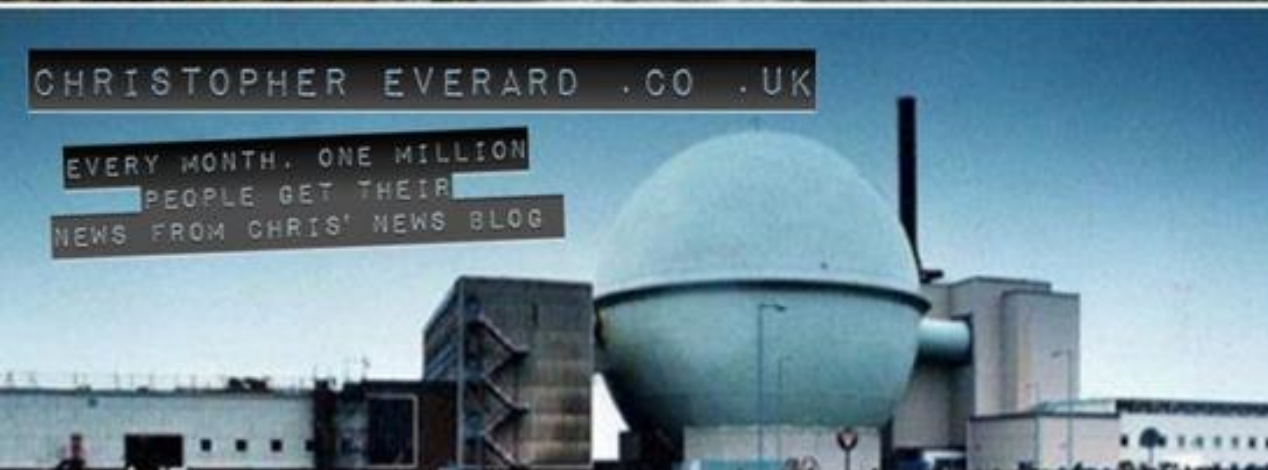 CHRISTOPHER EVERARD .CO .UK
EVERY MONTH, ONE MILLION
PEOPLE GET THEIR
NEWS FROM CHRIS' NEWS BLOG